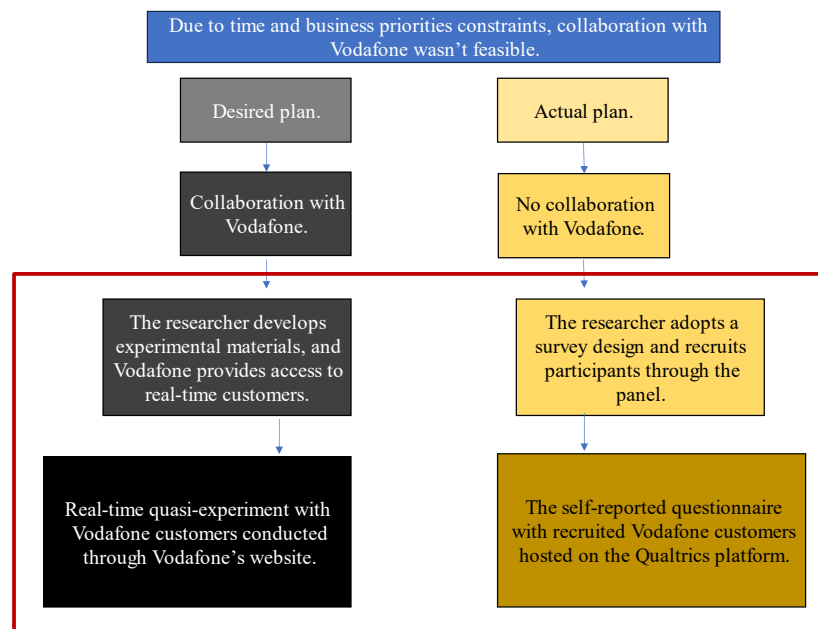 Due to time and business priorities constraints, collaboration with
Vodafone wasn’t feasible.
Desired plan.
Actual plan.
Collaboration with
Vodafone.
No collaboration
with Vodafone.
The researcher develops
experimental materials, and
Vodafone provides access to
real-time customers.
The researcher adopts a
survey design and recruits
participants through the
panel.
Real-time quasi-experiment with
Vodafone customers conducted
through Vodafone’s website.
The self-reported questionnaire
with recruited Vodafone customers
hosted on the Qualtrics platform.